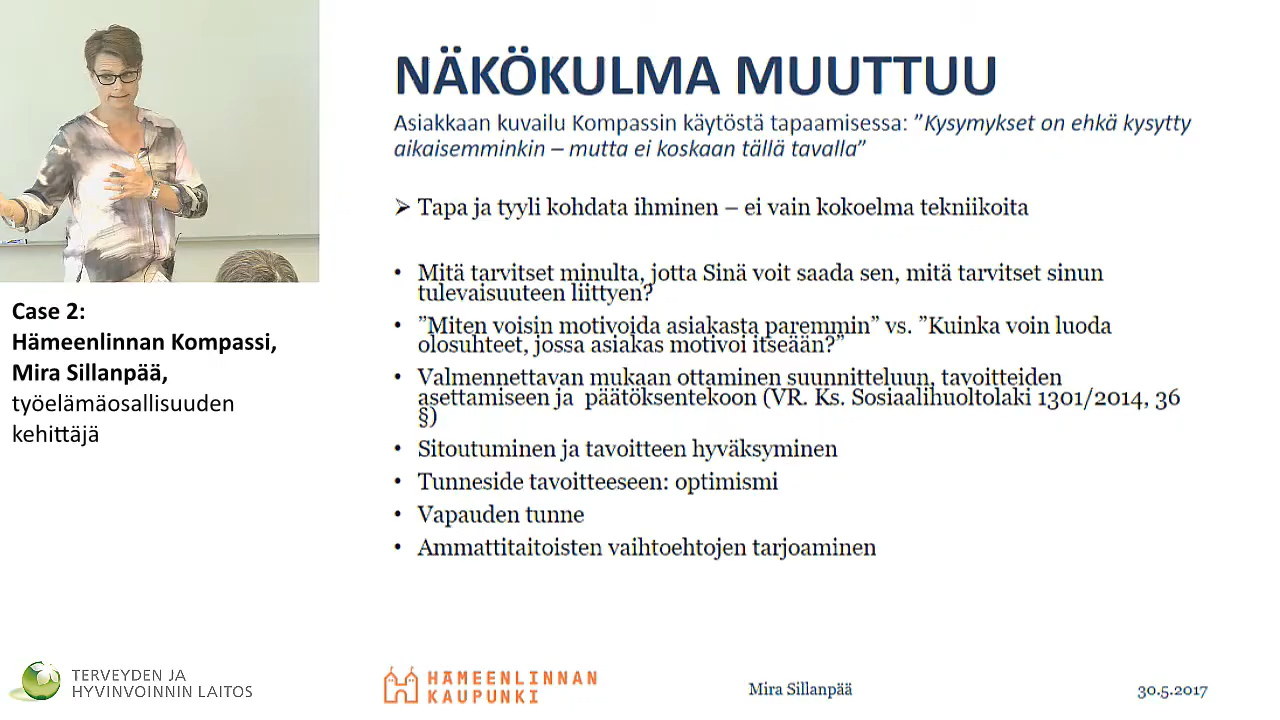 NÄKÖKULMA MUUTTUU
Asiakkaan kuvailu Kompassin käytöstä tapaamisessa: ”Kysymykset on ehkä kysytty
aikaisemminkin – mutta ei koskaan tällä tavalla”
➢ Tapa ja tyyli kohdata ihminen – ei vain kokoelma tekniikoita
• Mitä tarvitset minulta, jotta Sinä voit saada sen, mitä tarvitset sinun
tulevaisuuteen liittyen?
• ”Miten voisin motivoida asiakasta paremmin” vs. ”Kuinka voin luoda
olosuhteet, jossa asiakas motivoi itseään?”
• Valmennettavan mukaan ottaminen suunnitteluun, tavoitteiden
asettamiseen ja päätöksentekoon (VR. Ks. Sosiaalihuoltolaki 1301/2014, 36
§)
• Sitoutuminen ja tavoitteen hyväksyminen
• Tunneside tavoitteeseen: optimismi
• Vapauden tunne
• Ammattitaitoisten vaihtoehtojen tarjoaminen
Case 2:
Hämeenlinnan Kompassi,
Mira Sillanpää,
työelämäosallisuuden
kehittäjä
TERVEYDEN JA
HYVINVOINNIN LAITOS
HÄMEENLINNAN
KAUPUNKI
Mira Sillanpää
30.5.2017